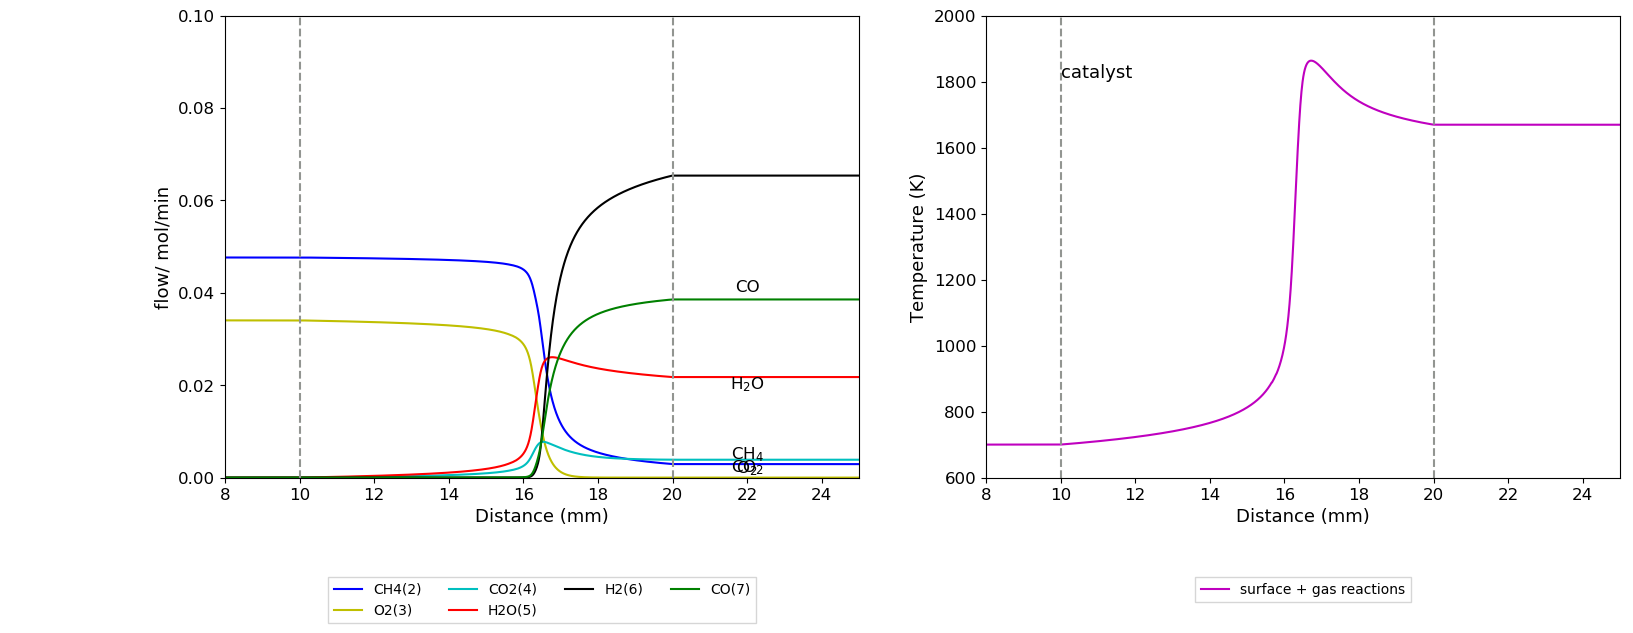 0.10
0.08
0.06
0.04
0.02
0.00
flow/ mol/min
CO
H₂O
CH₄
CO₂
O₂
8 10 12 14 16 18 20 22 24
Distance (mm)
CH4(2) CO2(4) H2(6) CO(7)
O2(3) H2O(5)
2000
1800
1600
1400
1200
1000
800
600
Temperature (K)
catalyst
8 10 12 14 16 18 20 22 24
Distance (mm)
surface + gas reactions